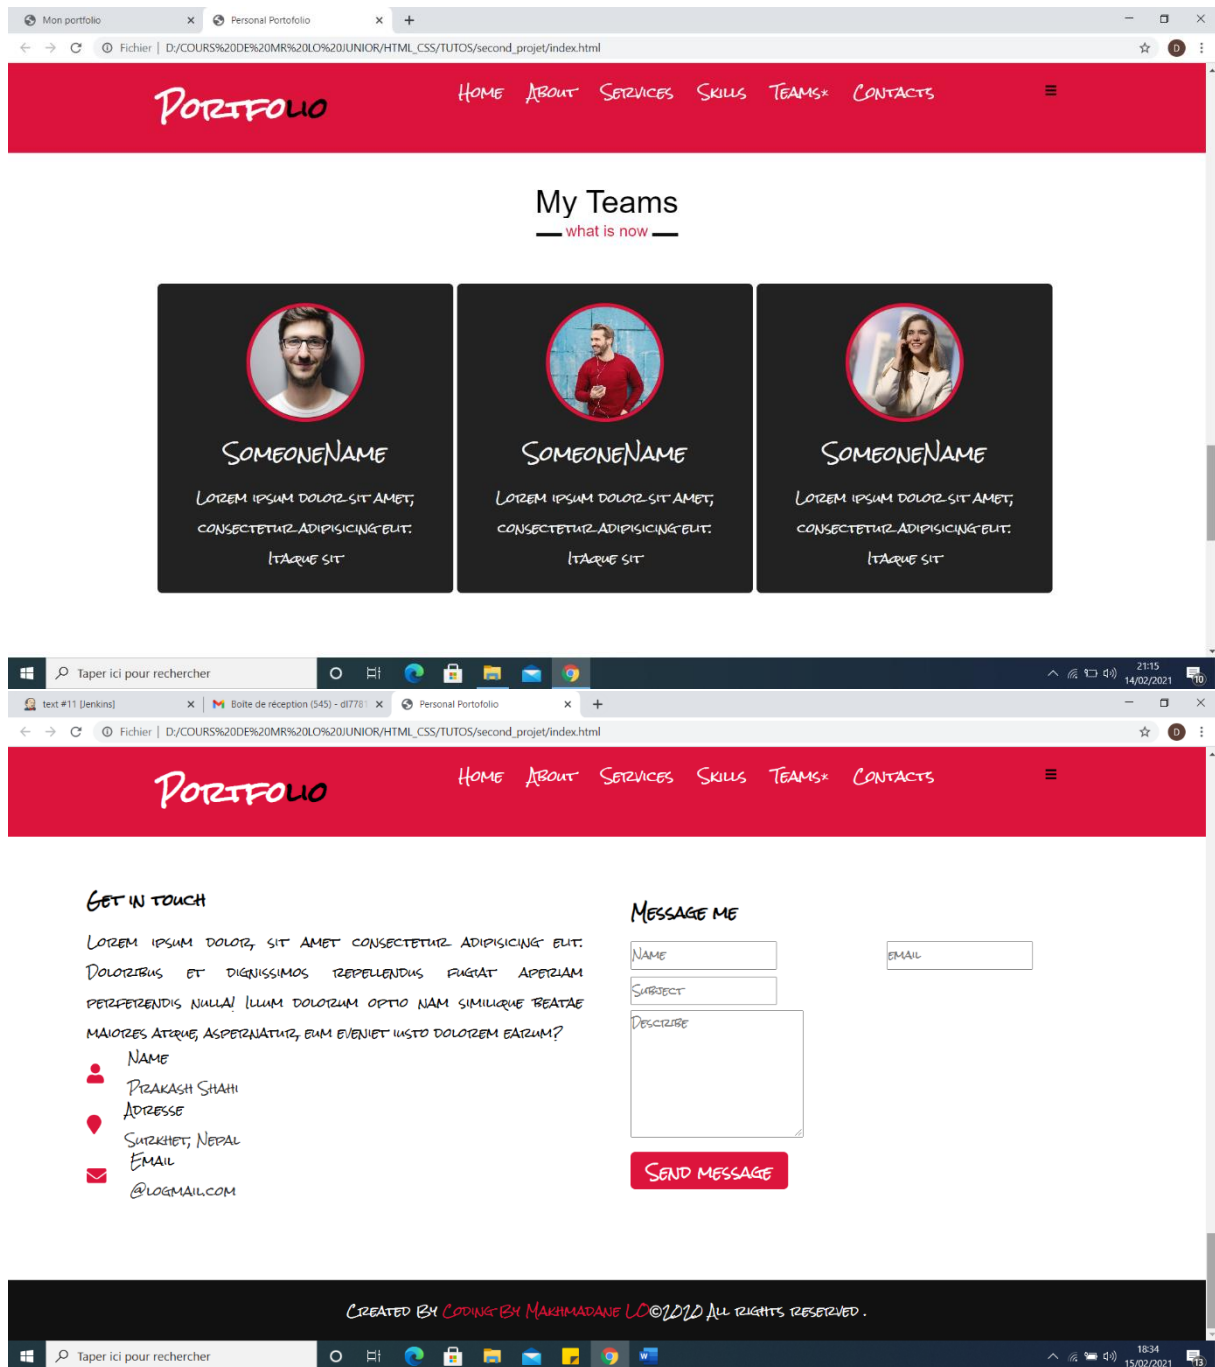 Mon portfolio
Personal Portofolio
Fichier | D:/COURS%20DE%20MR%20LO%20JUNIOR/HTML_CSS/TUTOS/second_projet/index.html
D
Portfolio
Home About Services Skills Teams* Contacts
My Teams
what is now
SomeoneName
Lorem ipsum dolor sit amet,
consectetur adipisicing elit.
Itaque sit
SomeoneName
Lorem ipsum dolor sit amet,
consectetur adipisicing elit.
Itaque sit
SomeoneName
Lorem ipsum dolor sit amet,
consectetur adipisicing elit.
Itaque sit
Taper ici pour rechercher
21:15
14/02/2021
10
text #11 [Jenkins]
Boîte de réception (545) - dl7781
Personal Portofolio
Fichier | D:/COURS%20DE%20MR%20LO%20JUNIOR/HTML_CSS/TUTOS/second_projet/index.html
D
Portfolio
Home About Services Skills Teams* Contacts
Get in touch
Lorem ipsum dolor, sit amet consectetur adipisicing elit.
Doloribus et dignissimos repellendus fugiat aperiam
perferendis nulla! Illum dolorum optio nam similique beatae
maiores atque, aspernatur, eum eveniet iusto dolorem earum?
Name
Prakash Shahi
Adresse
Surkhet, Nepal
Email
@logmail.com
Message me
Name
email
Subject
Describe
Send message
Created By Coding By Makhmadane LO©2020 All rights reserved .
Taper ici pour rechercher
18:34
15/02/2021
13